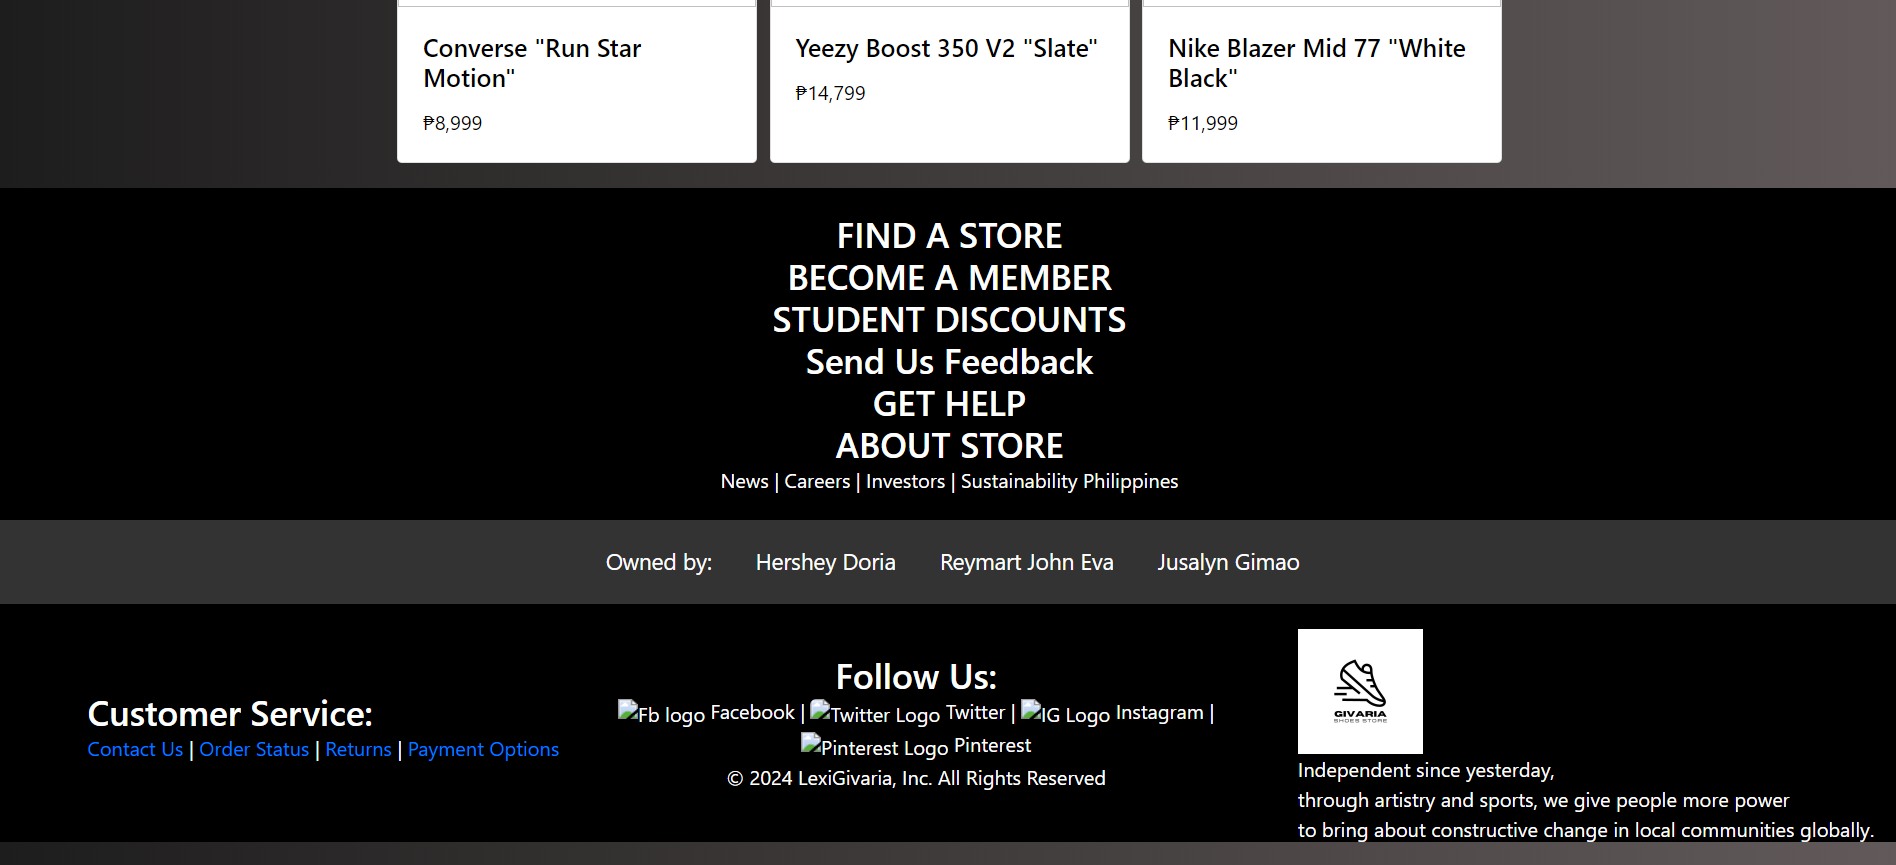 Converse "Run Star
Motion"
₱8,999
Yeezy Boost 350 V2 "Slate"
₱14,799
Nike Blazer Mid 77 "White
Black"
₱11,999
FIND A STORE
BECOME A MEMBER
STUDENT DISCOUNTS
Send Us Feedback
GET HELP
ABOUT STORE
News | Careers | Investors | Sustainability Philippines
Owned by: Hershey Doria Reymart John Eva Jusalyn Gimao
Customer Service:
Contact Us | Order Status | Returns | Payment Options
Follow Us:
Fb logo Facebook | Twitter Logo Twitter | IG Logo Instagram |
Pinterest Logo Pinterest
© 2024 LexiGivaria, Inc. All Rights Reserved
GIVARIA
SHOES STORE
Independent since yesterday,
through artistry and sports, we give people more power
to bring about constructive change in local communities globally.